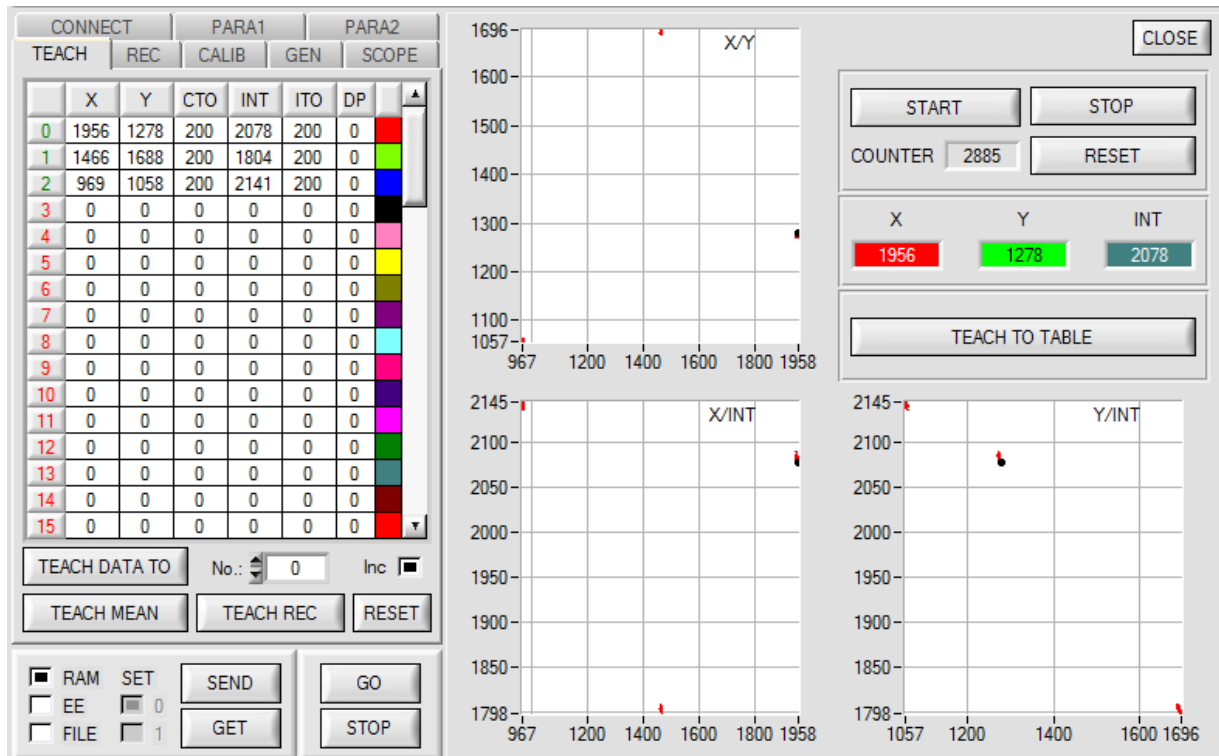 CONNECT PARA1 PARA2
TEACH REC CALIB GEN SCOPE
X Y CTO INT ITO DP
0 1956 1278 200 2078 200 0
1 1466 1688 200 1804 200 0
2 969 1058 200 2141 200 0
3 0 0 0 0 0 0
4 0 0 0 0 0 0
5 0 0 0 0 0 0
6 0 0 0 0 0 0
7 0 0 0 0 0 0
8 0 0 0 0 0 0
9 0 0 0 0 0 0
10 0 0 0 0 0 0
11 0 0 0 0 0 0
12 0 0 0 0 0 0
13 0 0 0 0 0 0
14 0 0 0 0 0 0
15 0 0 0 0 0 0
TEACH DATA TO No.: 0 Inc
TEACH MEAN TEACH REC RESET
RAM SET
EE 0
FILE 1
SEND
GET
GO
STOP
X/Y
1696
1600
1500
1400
1300
1200
1100
1057
967 1200 1400 1600 1800 1958
CLOSE
START STOP
COUNTER 2885 RESET
X Y INT
1956 1278 2078
TEACH TO TABLE
X/INT
2145
2100
2050
2000
1950
1900
1850
1798
967 1200 1400 1600 1800 1958
Y/INT
2145
2100
2050
2000
1950
1900
1850
1798
1057 1200 1400 1600 1696